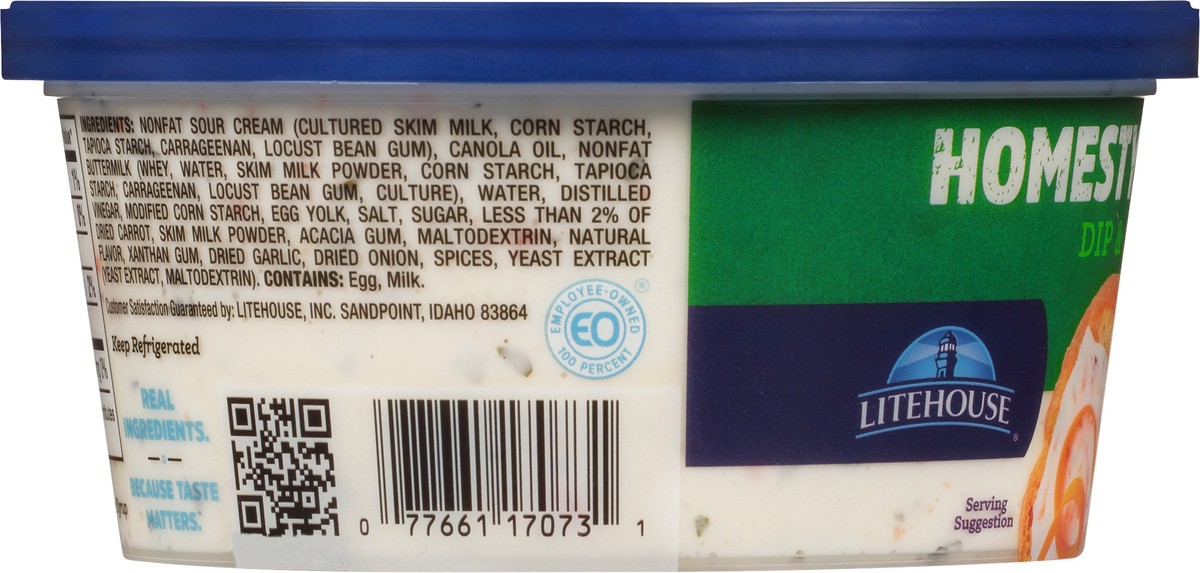 INGREDIENTS: NONFAT SOUR CREAM (CULTURED SKIM MILK, CORN STARCH,
TAPIOCA STARCH, CARRAGEENAN, LOCUST BEAN GUM), CANOLA OIL, NONFAT
BUTTERMILK (WHEY, WATER, SKIM MILK POWDER, CORN STARCH, TAPIOCA
STARCH, CARRAGEENAN, LOCUST BEAN GUM, CULTURE), WATER, DISTILLED
VINEGAR, MODIFIED CORN STARCH, EGG YOLK, SALT, SUGAR, LESS THAN 2% OF
DRIED CARROT, SKIM MILK POWDER, ACACIA GUM, MALTODEXTRIN, NATURAL
FLAVOR, XANTHAN GUM, DRIED GARLIC, DRIED ONION, SPICES, YEAST EXTRACT
(YEAST EXTRACT, MALTODEXTRIN). CONTAINS: Egg, Milk.
Customer Satisfaction Guaranteed by: LITEHOUSE, INC. SANDPOINT, IDAHO 83864
Keep Refrigerated
EMPLOYEE-OWNED ®
EO
100 PERCENT
REAL
INGREDIENTS.
BECAUSE TASTE
MATTERS.
0 77661 17073 1
HOMESTY
DIP &
LITEHOUSE ®
Serving
Suggestion